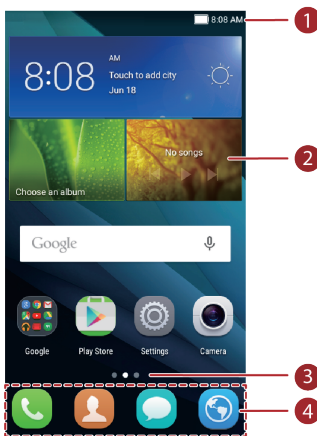 8:08 AM
1
8:08
AM
Touch to add city
Jun 18
No songs
2
Choose an album
Google
Google
Play Store
Settings
Camera
3
4